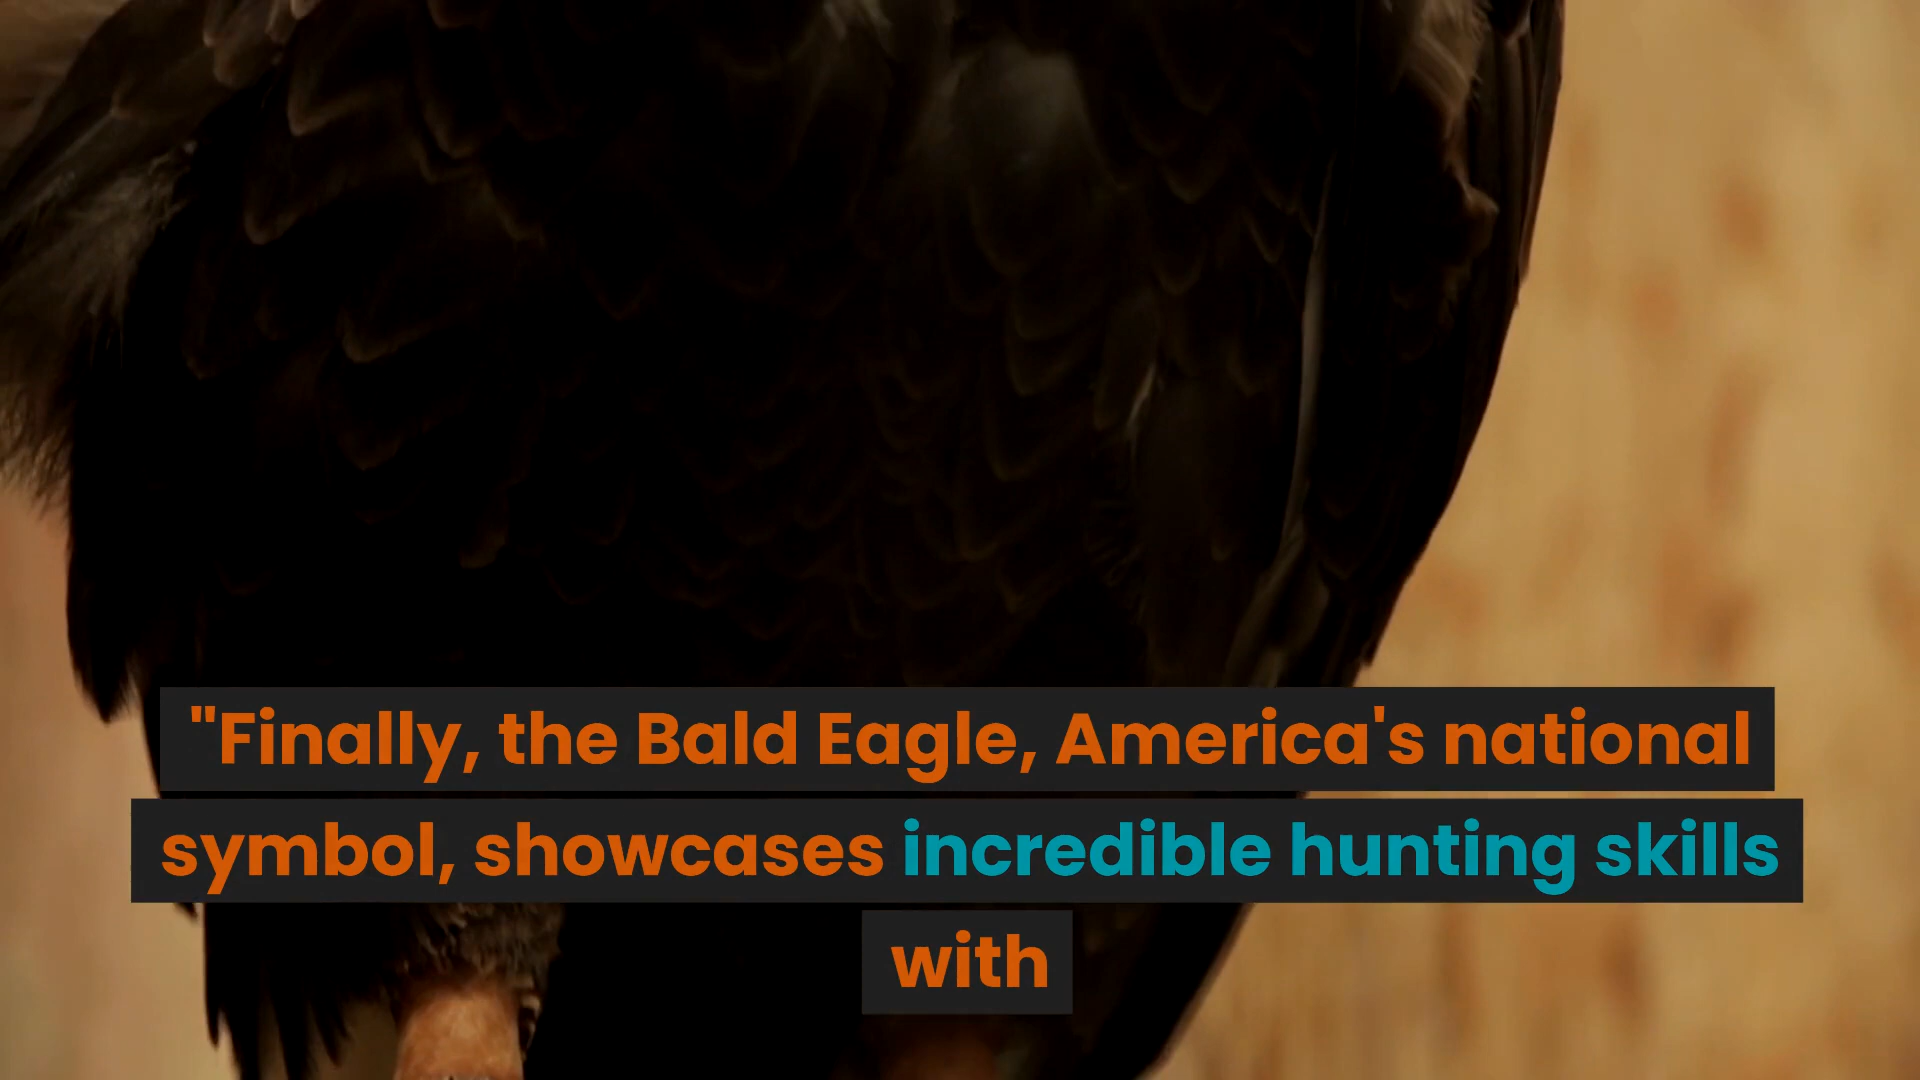 "Finally, the Bald Eagle, America's national
symbol, showcases incredible hunting skills
with